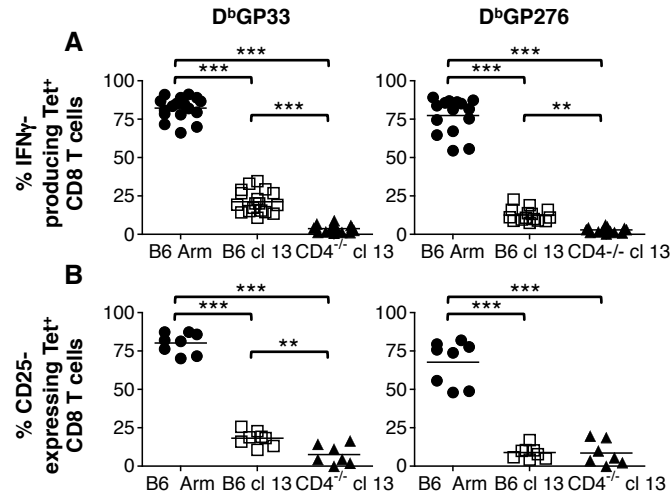 DᵇGP33 DᵇGP276
A
*** ***
*** ***
*** **
% IFNγ-
producing Tet⁺
CD8 T cells
100 100
75 75
50 50
25 25
0 0
B6 Arm B6 cl 13 CD4⁻/⁻ cl 13 B6 Arm B6 cl 13 CD4-/- cl 13
B
*** ***
*** ***
**
% CD25-
expressing Tet⁺
CD8 T cells
100 100
75 75
50 50
25 25
0 0
B6 Arm B6 cl 13 CD4⁻/⁻ cl 13 B6 Arm B6 cl 13 CD4⁻/⁻ cl 13